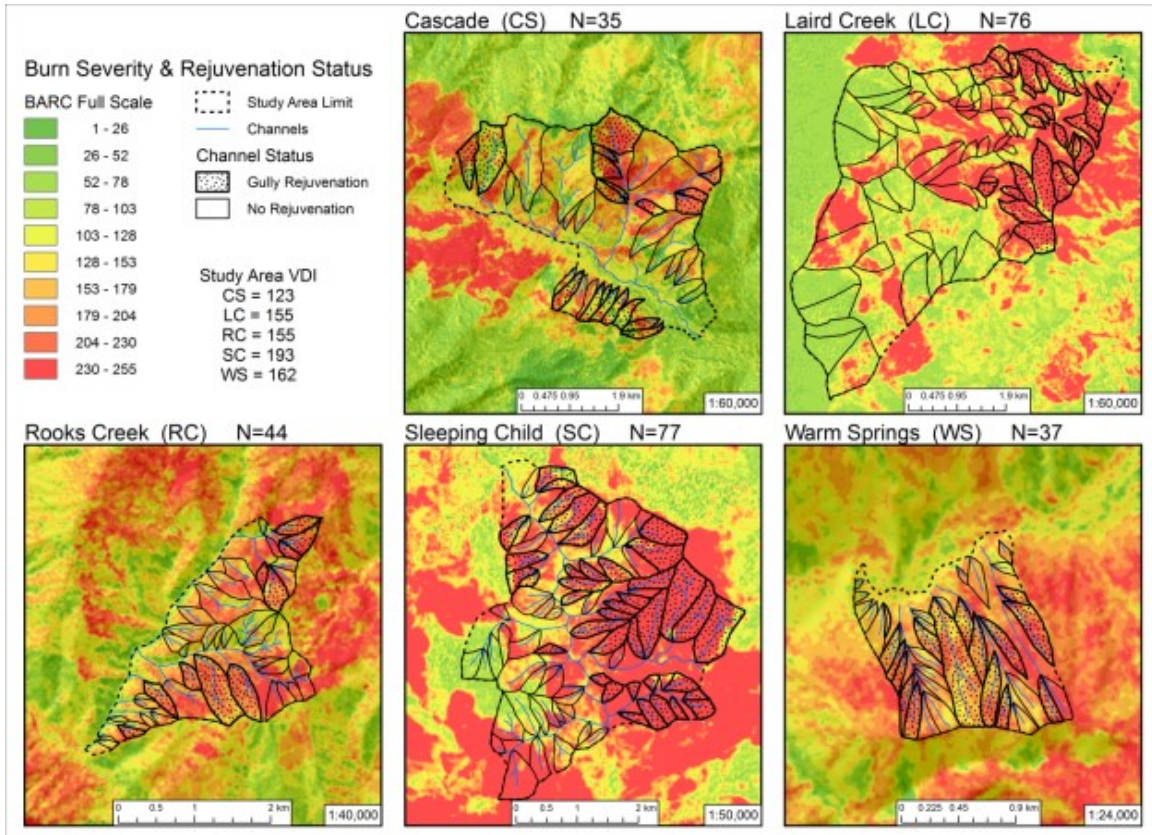 Cascade (CS) N=35
Laird Creek (LC) N=76
Burn Severity & Rejuvenation Status
BARC Full Scale
1 - 26
26 - 52
52 - 78
78 - 103
103 - 128
128 - 153
153 - 179
179 - 204
204 - 230
230 - 255
Study Area Limit
Channels
Channel Status
Gully Rejuvenation
No Rejuvenation
Study Area VDI
CS = 123
LC = 155
RC = 155
SC = 193
WS = 162
0 0.475 0.95 1.9 km
1:60,000
0 0.475 0.95 1.9 km
1:60,000
Rooks Creek (RC) N=44
Sleeping Child (SC) N=77
Warm Springs (WS) N=37
0 0.5 1 2 km
1:40,000
0 0.5 1 2 km
1:50,000
0 0.225 0.45 0.9 km
1:24,000